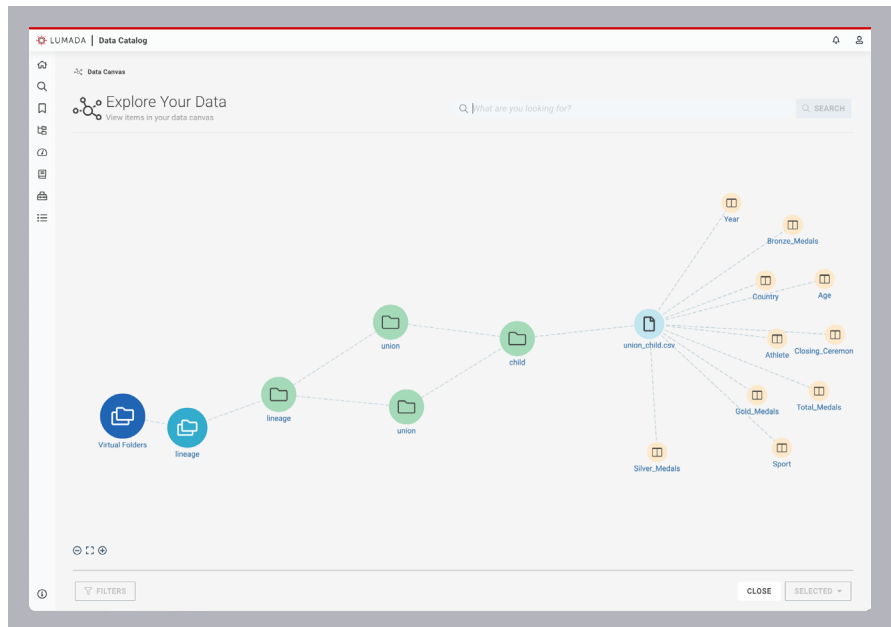 LUMADA | Data Catalog
Data Canvas
Explore Your Data
View items in your data canvas
What are you looking for?
SEARCH
Year
Bronze_Medals
Country
Age
union
union_child.csv
child
Athlete
Closing_Ceremon
lineage
union
Gold_Medals
Total_Medals
Virtual Folders
lineage
Silver_Medals
Sport
FILTERS
CLOSE
SELECTED